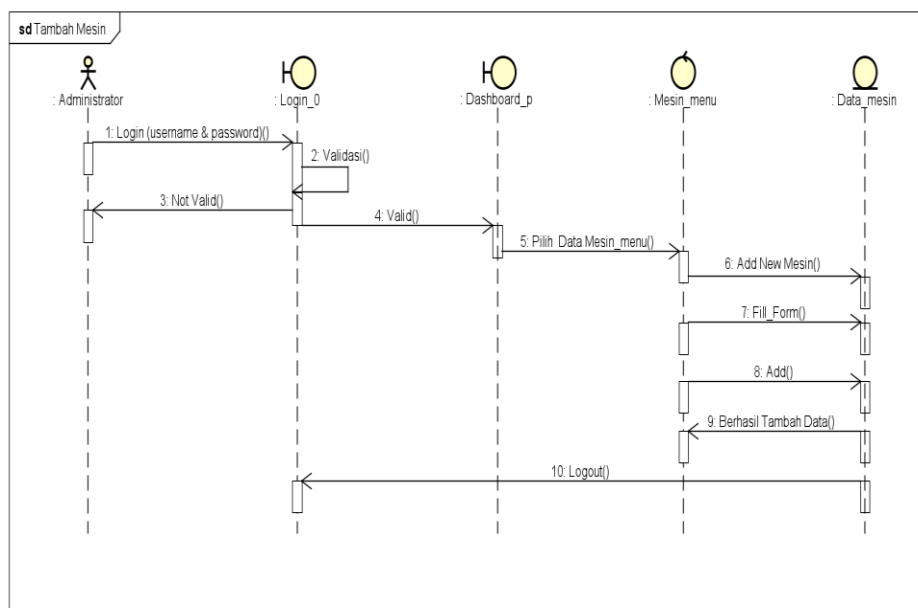 sd Tambah Mesin
: Administrator
: Login_0
: Dashboard_p
: Mesin_menu
: Data_mesin
1: Login (username & password)()
2: Validasi()
3: Not Valid()
4: Valid()
5: Pilih Data Mesin_menu()
6: Add New Mesin()
7: Fill_Form()
8: Add()
9: Berhasil Tambah Data()
10: Logout()